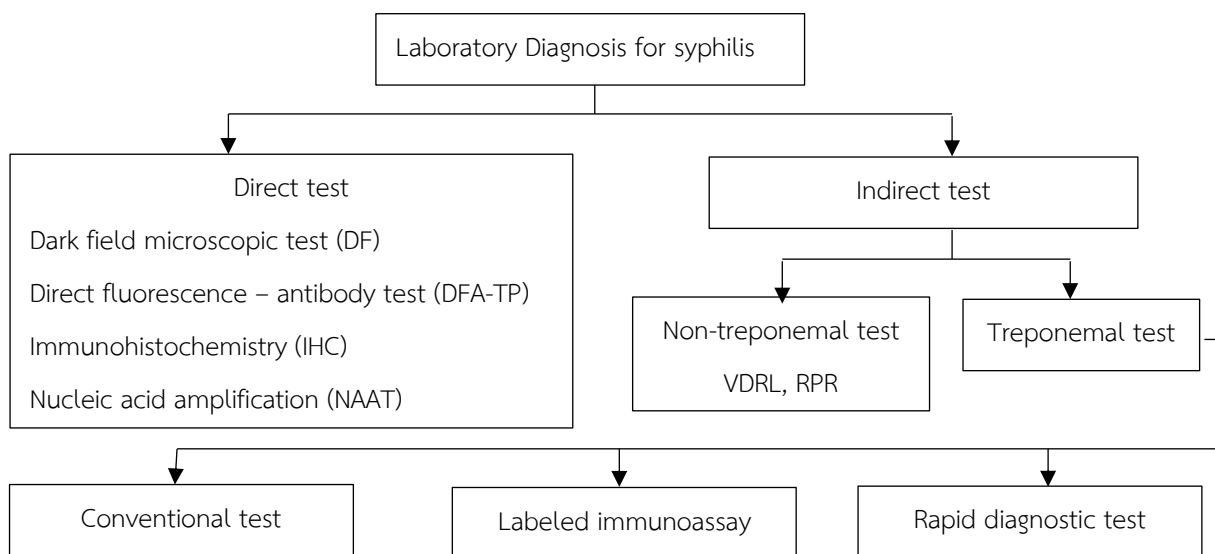 Laboratory Diagnosis for syphilis
Direct test
Dark field microscopic test (DF)
Direct fluorescence – antibody test (DFA-TP)
Immunohistochemistry (IHC)
Nucleic acid amplification (NAAT)
Indirect test
Non-treponemal test
VDRL, RPR
Treponemal test
Conventional test
Labeled immunoassay
Rapid diagnostic test